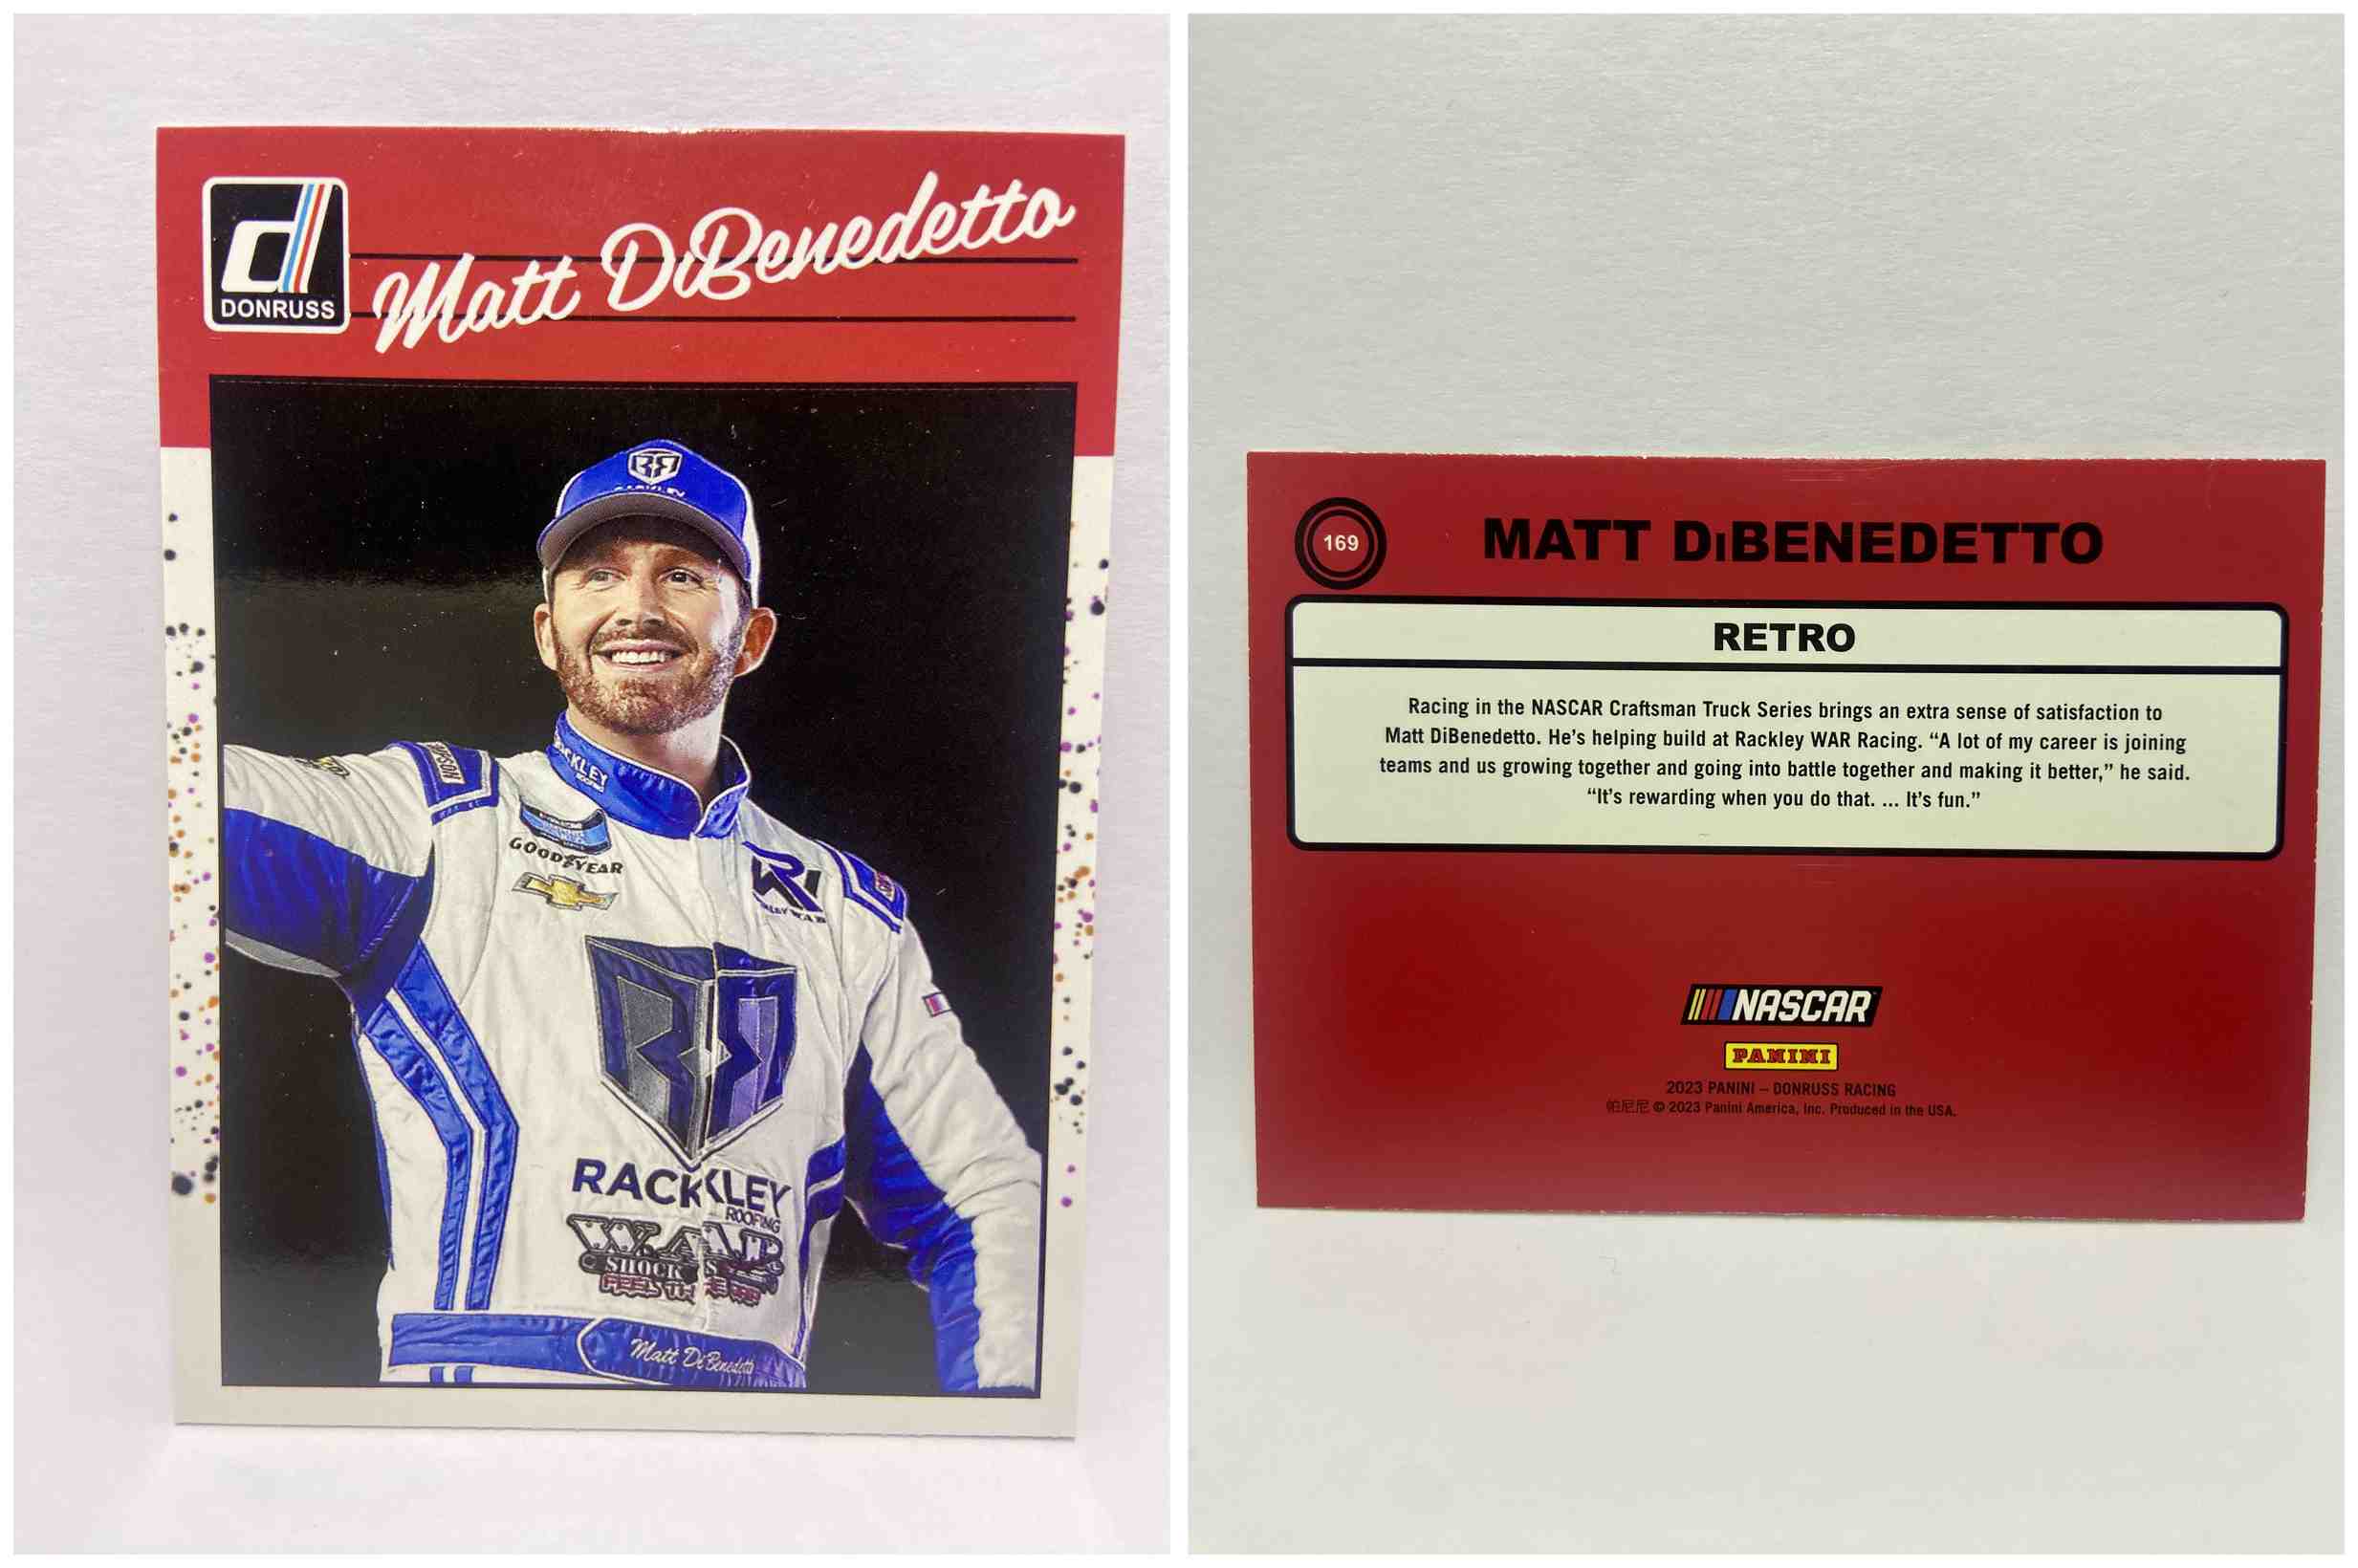 DONRUSS
Matt DiBenedetto
RACKLEY
NASCAR
GOODYEAR
RACKLEY
ROOFING
SHOCK
Matt DiBenedetto
169
MATT DiBENEDETTO
RETRO
Racing in the NASCAR Craftsman Truck Series brings an extra sense of satisfaction to
Matt DiBenedetto. He’s helping build at Rackley WAR Racing. “A lot of my career is joining
teams and us growing together and going into battle together and making it better,” he said.
“It’s rewarding when you do that. ... It’s fun.”
NASCAR
PANINI
2023 PANINI – DONRUSS RACING
帕尼尼 © 2023 Panini America, Inc. Produced in the USA.